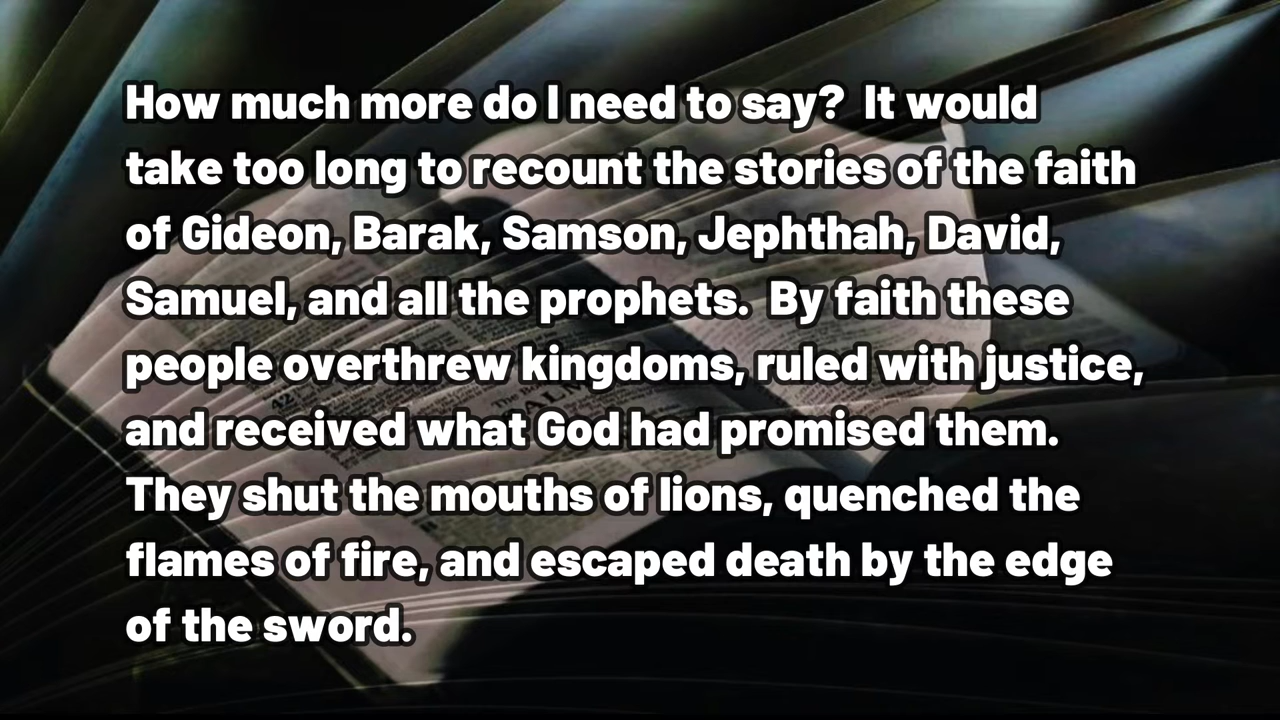 How much more do I need to say?  It would
take too long to recount the stories of the faith
of Gideon, Barak, Samson, Jephthah, David,
Samuel, and all the prophets.  By faith these
people overthrew kingdoms, ruled with justice,
and received what God had promised them.
They shut the mouths of lions, quenched the
flames of fire, and escaped death by the edge
of the sword.